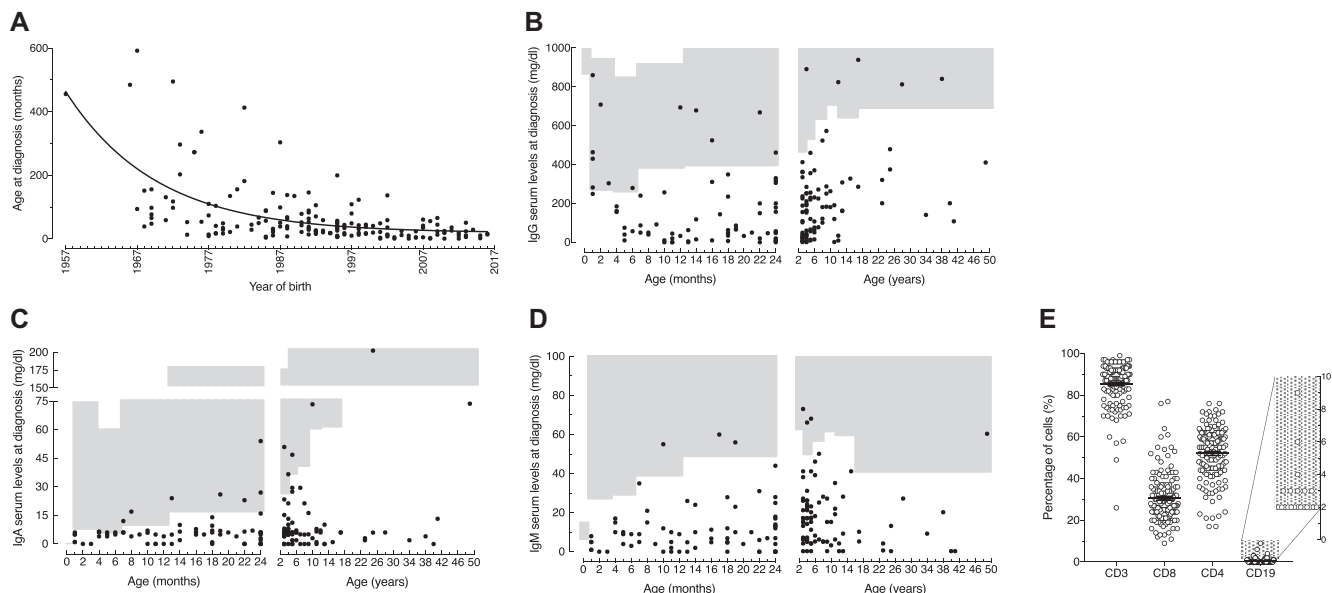 A
Age at diagnosis (months)
600
400
200
0
1957
1967
1977
1987
1997
2007
2017
Year of birth
B
IgG serum levels at diagnosis (mg/dl)
1000
800
600
400
200
0
0 2 4 6 8 10 12 14 16 18 20 22 24
Age (months)
2 6 10 14 18 22 26 30 34 38 42 46 50
Age (years)
C
IgA serum levels at diagnosis (mg/dl)
200
175
150
75
60
45
30
15
0
0 2 4 6 8 10 12 14 16 18 20 22 24
Age (months)
2 6 10 14 18 22 26 30 34 38 42 46 50
Age (years)
D
IgM serum levels at diagnosis (mg/dl)
100
80
60
40
20
0
0 2 4 6 8 10 12 14 16 18 20 22 24
Age (months)
2 6 10 14 18 22 26 30 34 38 42 46 50
Age (years)
E
Percentage of cells (%)
100
80
60
40
20
0
CD3 CD8 CD4 CD19
10
8
6
4
2
0